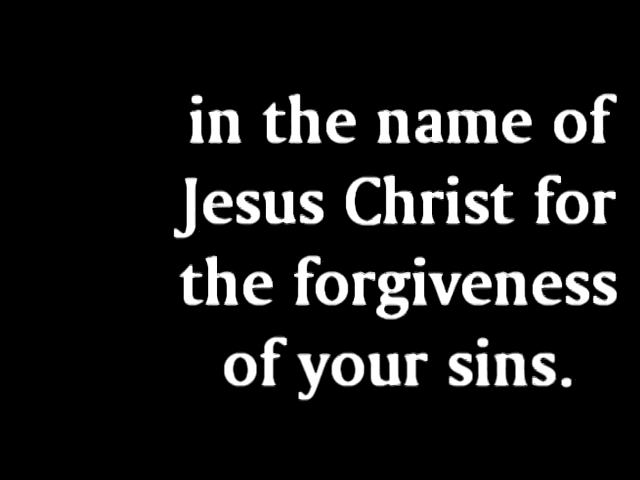 in the name of
Jesus Christ for
the forgiveness
of your sins.